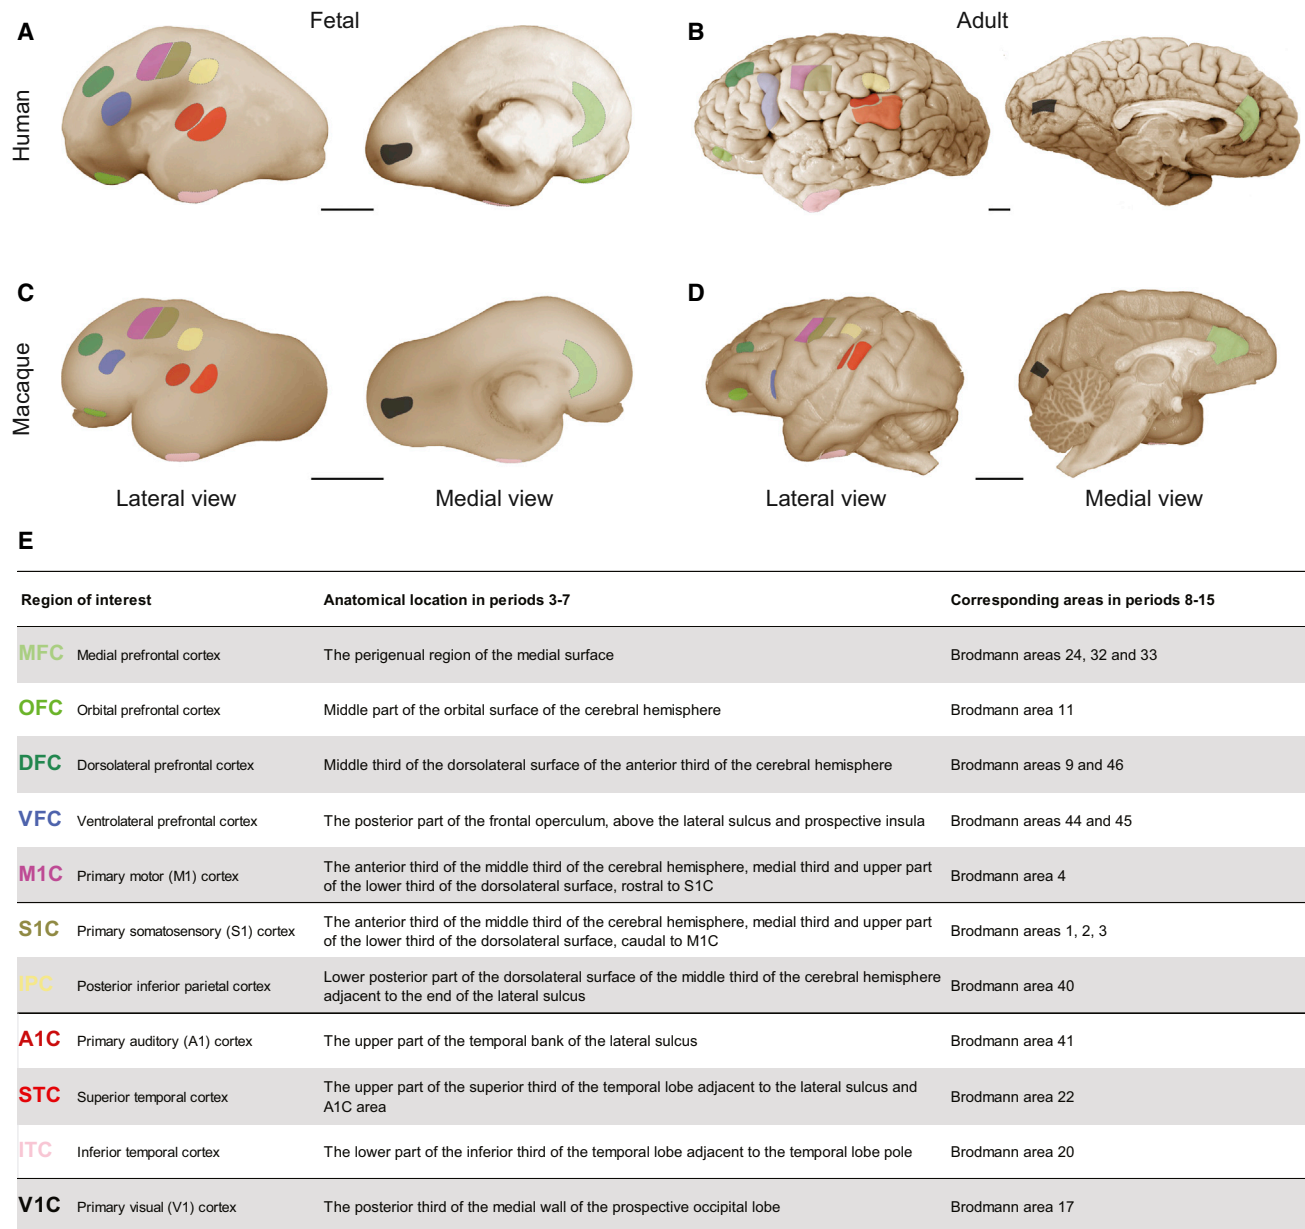 A
Fetal
B
Adult
Human
C
D
Macaque
Lateral view
Medial view
Lateral view
Medial view
E
Region of interest
Anatomical location in periods 3-7
Corresponding areas in periods 8-15
MFC Medial prefrontal cortex
The perigenual region of the medial surface
Brodmann areas 24, 32 and 33
OFC Orbital prefrontal cortex
Middle part of the orbital surface of the cerebral hemisphere
Brodmann area 11
DFC Dorsolateral prefrontal cortex
Middle third of the dorsolateral surface of the anterior third of the cerebral hemisphere
Brodmann areas 9 and 46
VFC Ventrolateral prefrontal cortex
The posterior part of the frontal operculum, above the lateral sulcus and prospective insula
Brodmann areas 44 and 45
M1C Primary motor (M1) cortex
The anterior third of the middle third of the cerebral hemisphere, medial third and upper part
of the lower third of the dorsolateral surface, rostral to S1C
Brodmann area 4
S1C Primary somatosensory (S1) cortex
The anterior third of the middle third of the cerebral hemisphere, medial third and upper part
of the lower third of the dorsolateral surface, caudal to M1C
Brodmann areas 1, 2, 3
IPC Posterior inferior parietal cortex
Lower posterior part of the dorsolateral surface of the middle third of the cerebral hemisphere
adjacent to the end of the lateral sulcus
Brodmann area 40
A1C Primary auditory (A1) cortex
The upper part of the temporal bank of the lateral sulcus
Brodmann area 41
STC Superior temporal cortex
The upper part of the superior third of the temporal lobe adjacent to the lateral sulcus and
A1C area
Brodmann area 22
ITC Inferior temporal cortex
The lower part of the inferior third of the temporal lobe adjacent to the temporal lobe pole
Brodmann area 20
V1C Primary visual (V1) cortex
The posterior third of the medial wall of the prospective occipital lobe
Brodmann area 17